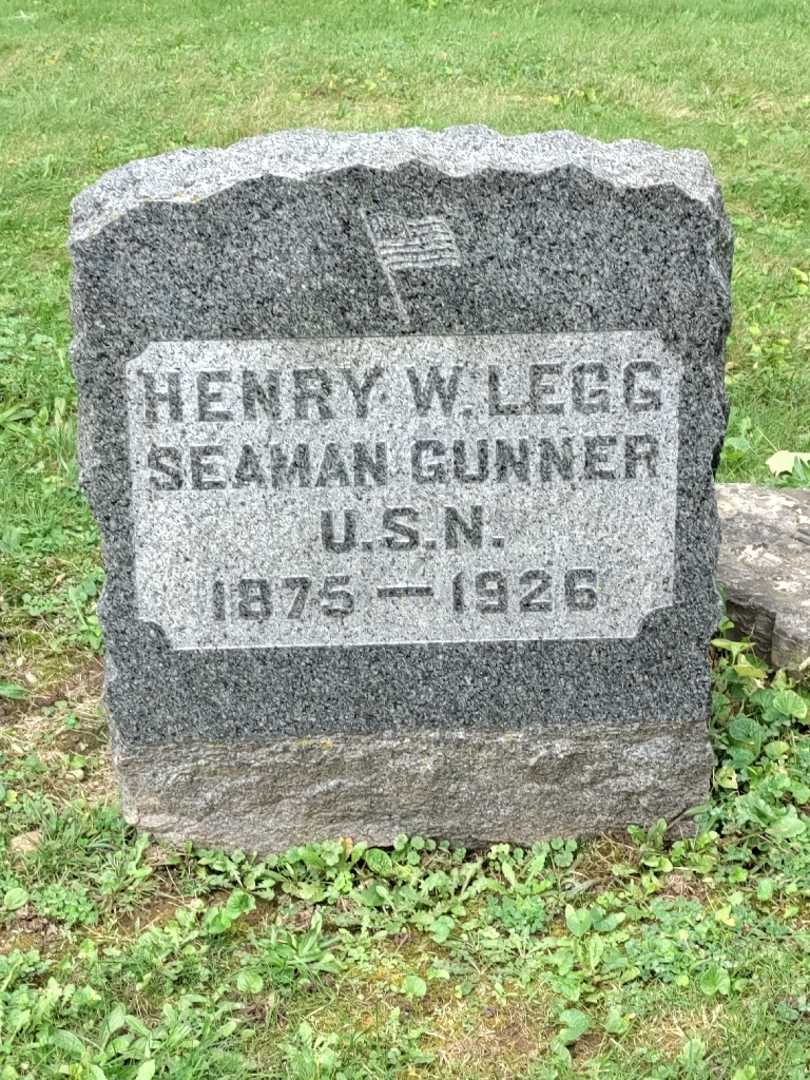 HENRY W. LEGG
SEAMAN GUNNER
U.S.N.
1875 — 1926